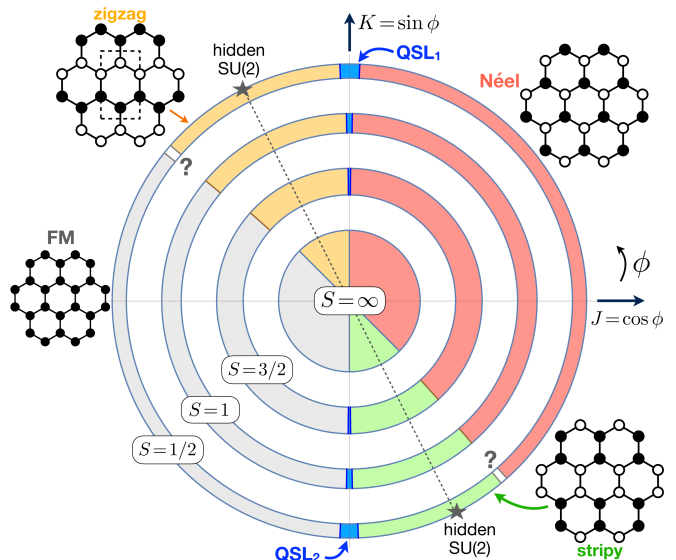 zigzag
hidden
SU(2)
K = sin ϕ
QSL₁
Néel
?
FM
ϕ
S = ∞
J = cos ϕ
S = 3/2
S = 1
S = 1/2
?
hidden
SU(2)
QSL₂
stripy